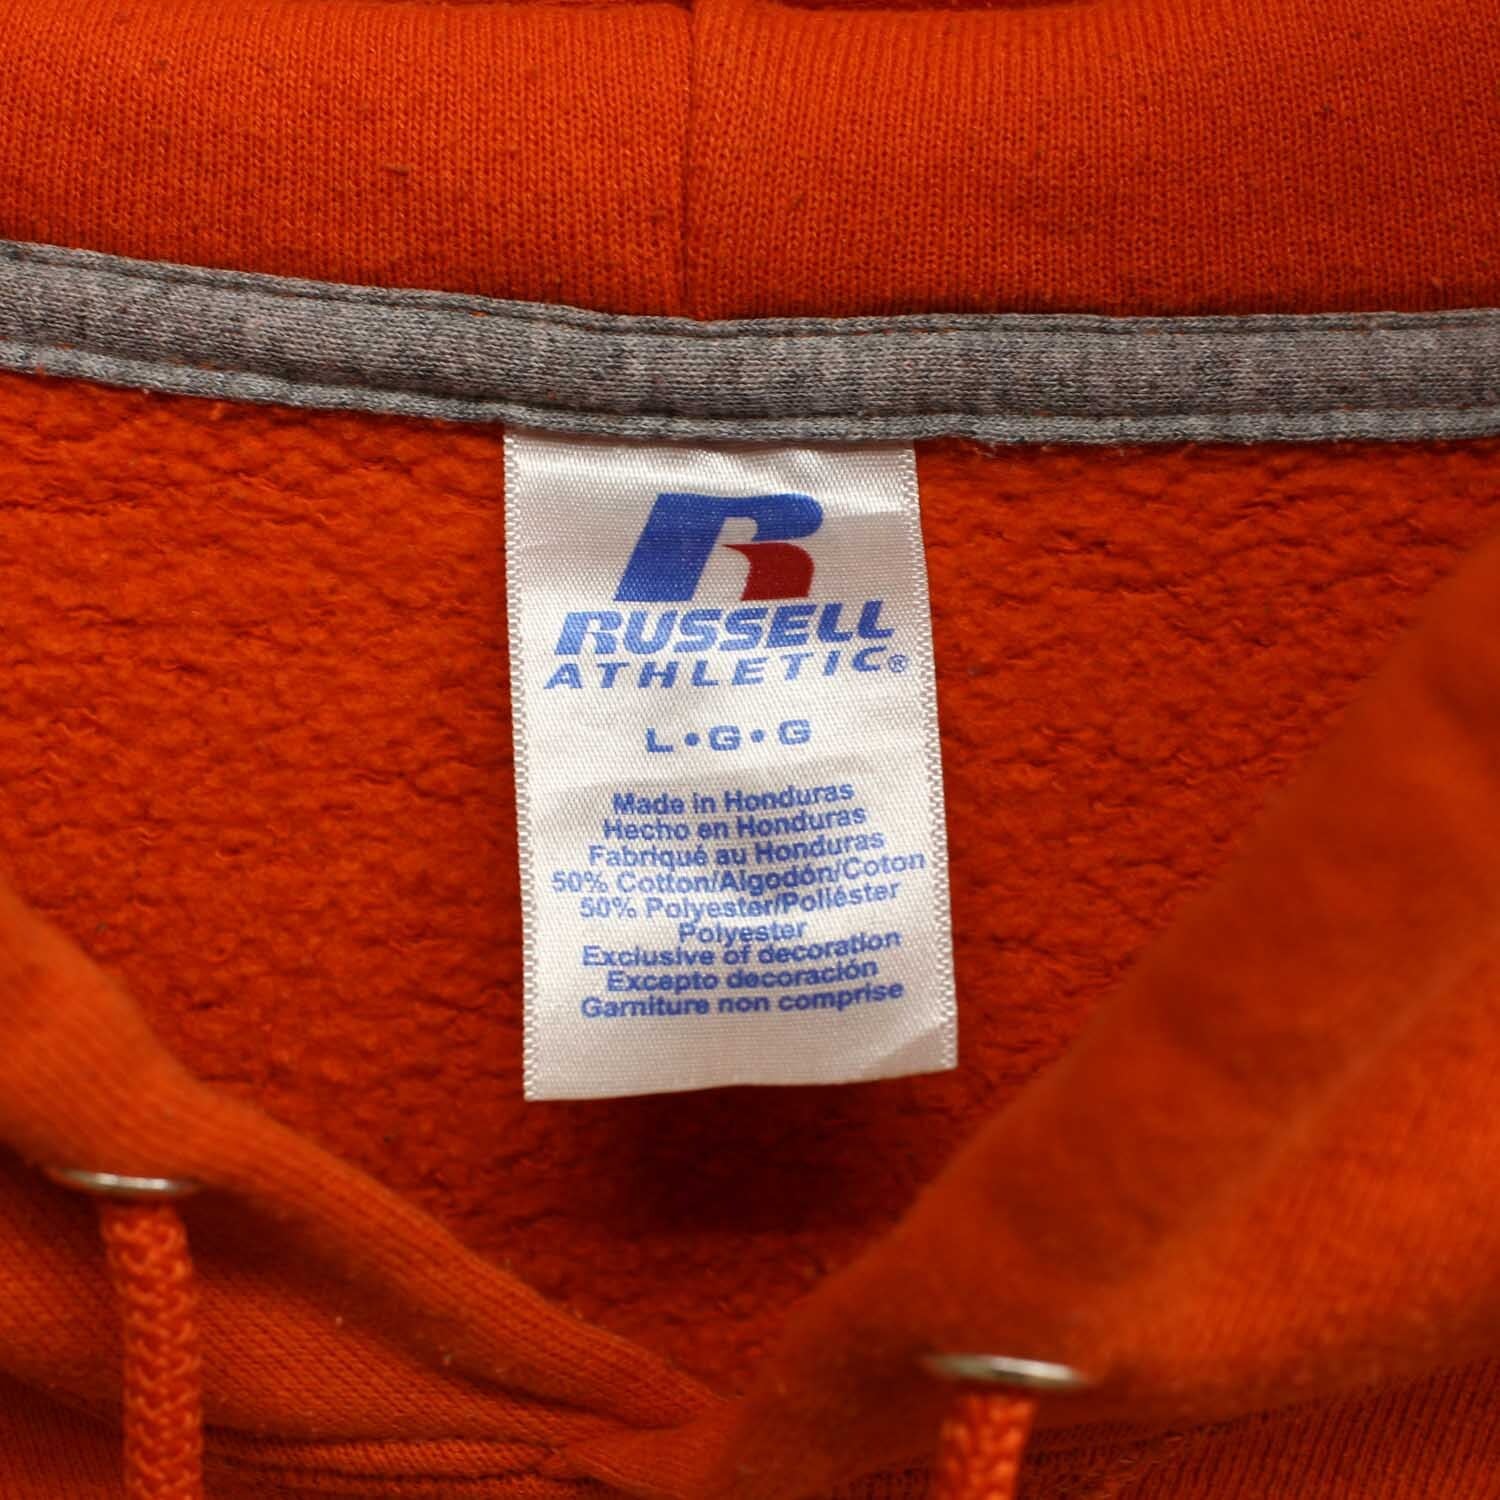 R
RUSSELL
ATHLETIC®
L•G•G
Made in Honduras
Hecho en Honduras
Fabriqué au Honduras
50% Cotton/Algodón/Coton
50% Polyester/Poliéster
Polyester
Exclusive of decoration
Excepto decoración
Garniture non comprise